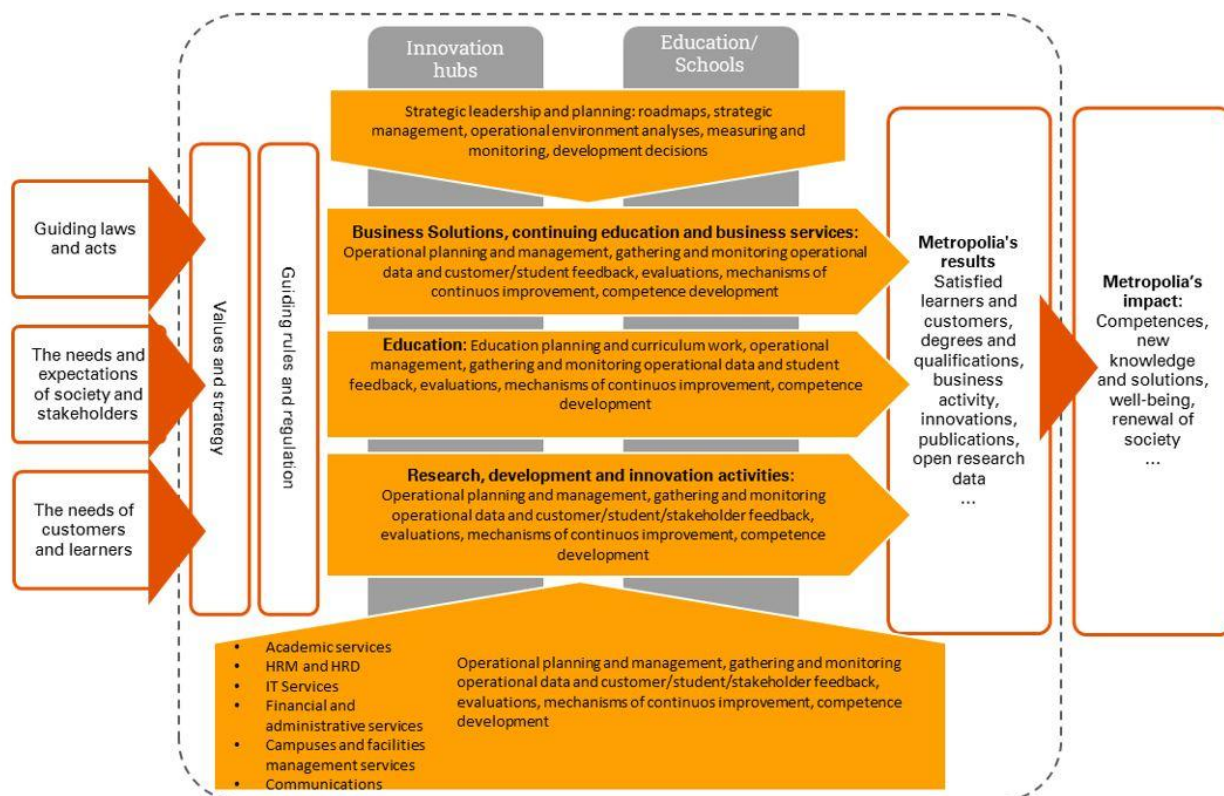 Innovation
hubs
Education/
Schools
Strategic leadership and planning: roadmaps, strategic
management, operational environment analyses, measuring and
monitoring, development decisions
Guiding laws
and acts
The needs and
expectations
of society and
stakeholders
The needs of
customers
and learners
Values and strategy
Guiding rules and regulation
Business Solutions, continuing education and business services:
Operational planning and management, gathering and monitoring operational
data and customer/student feedback, evaluations, mechanisms of
continuos improvement, competence development
Education: Education planning and curriculum work, operational
management, gathering and monitoring operational data and student
feedback, evaluations, mechanisms of continuos improvement, competence
development
Research, development and innovation activities:
Operational planning and management, gathering and monitoring
operational data and customer/student/stakeholder feedback,
evaluations, mechanisms of continuos improvement, competence
development
• Academic services
• HRM and HRD
• IT Services
• Financial and
administrative services
• Campuses and facilities
management services
• Communications
Operational planning and management, gathering and monitoring
operational data and customer/student/stakeholder feedback,
evaluations, mechanisms of continuos improvement, competence
development
Metropolia's
results
Satisfied
learners and
customers,
degrees and
qualifications,
business
activity,
innovations,
publications,
open research
data
...
Metropolia’s
impact:
Competences,
new
knowledge
and solutions,
well-being,
renewal of
society
...